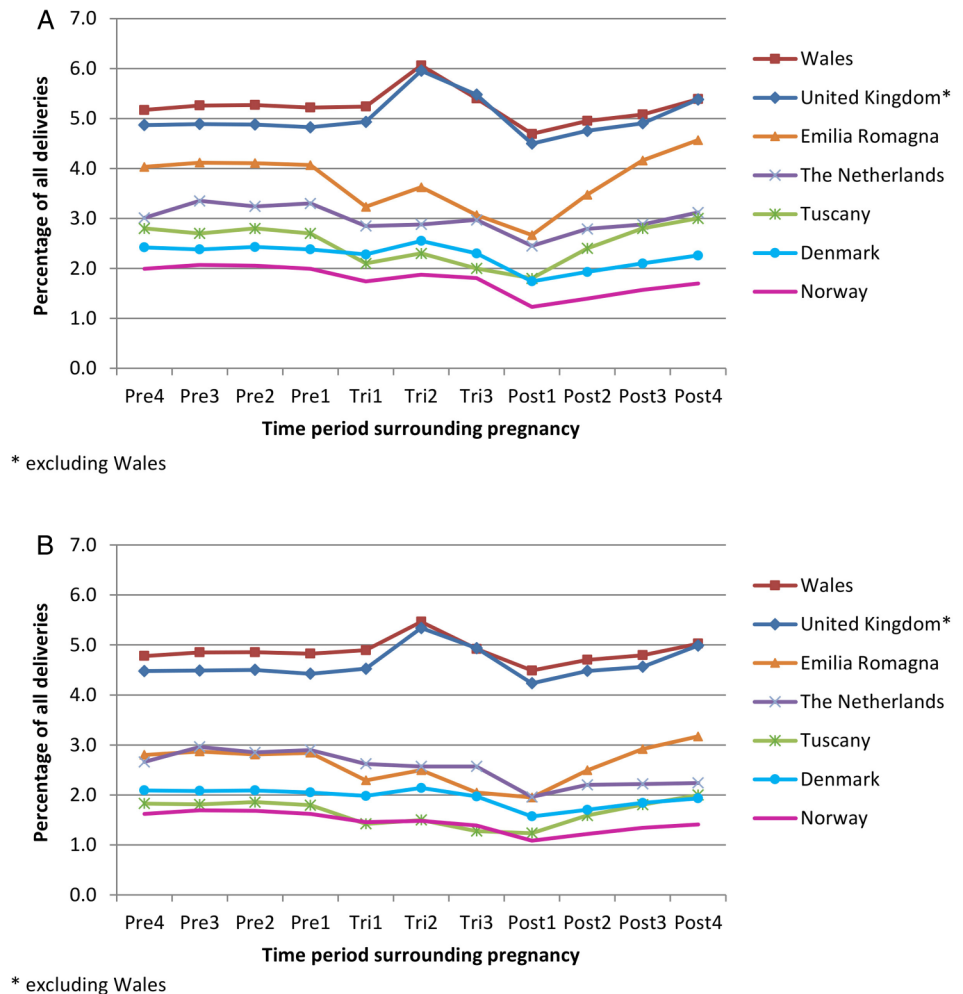 A
Percentage of all deliveries
7.0
6.0
5.0
4.0
3.0
2.0
1.0
0.0
Pre4 Pre3 Pre2 Pre1 Tri1 Tri2 Tri3 Post1 Post2 Post3 Post4
Time period surrounding pregnancy
Wales
United Kingdom*
Emilia Romagna
The Netherlands
Tuscany
Denmark
Norway
* excluding Wales
B
Percentage of all deliveries
7.0
6.0
5.0
4.0
3.0
2.0
1.0
0.0
Pre4 Pre3 Pre2 Pre1 Tri1 Tri2 Tri3 Post1 Post2 Post3 Post4
Time period surrounding pregnancy
Wales
United Kingdom*
Emilia Romagna
The Netherlands
Tuscany
Denmark
Norway
* excluding Wales